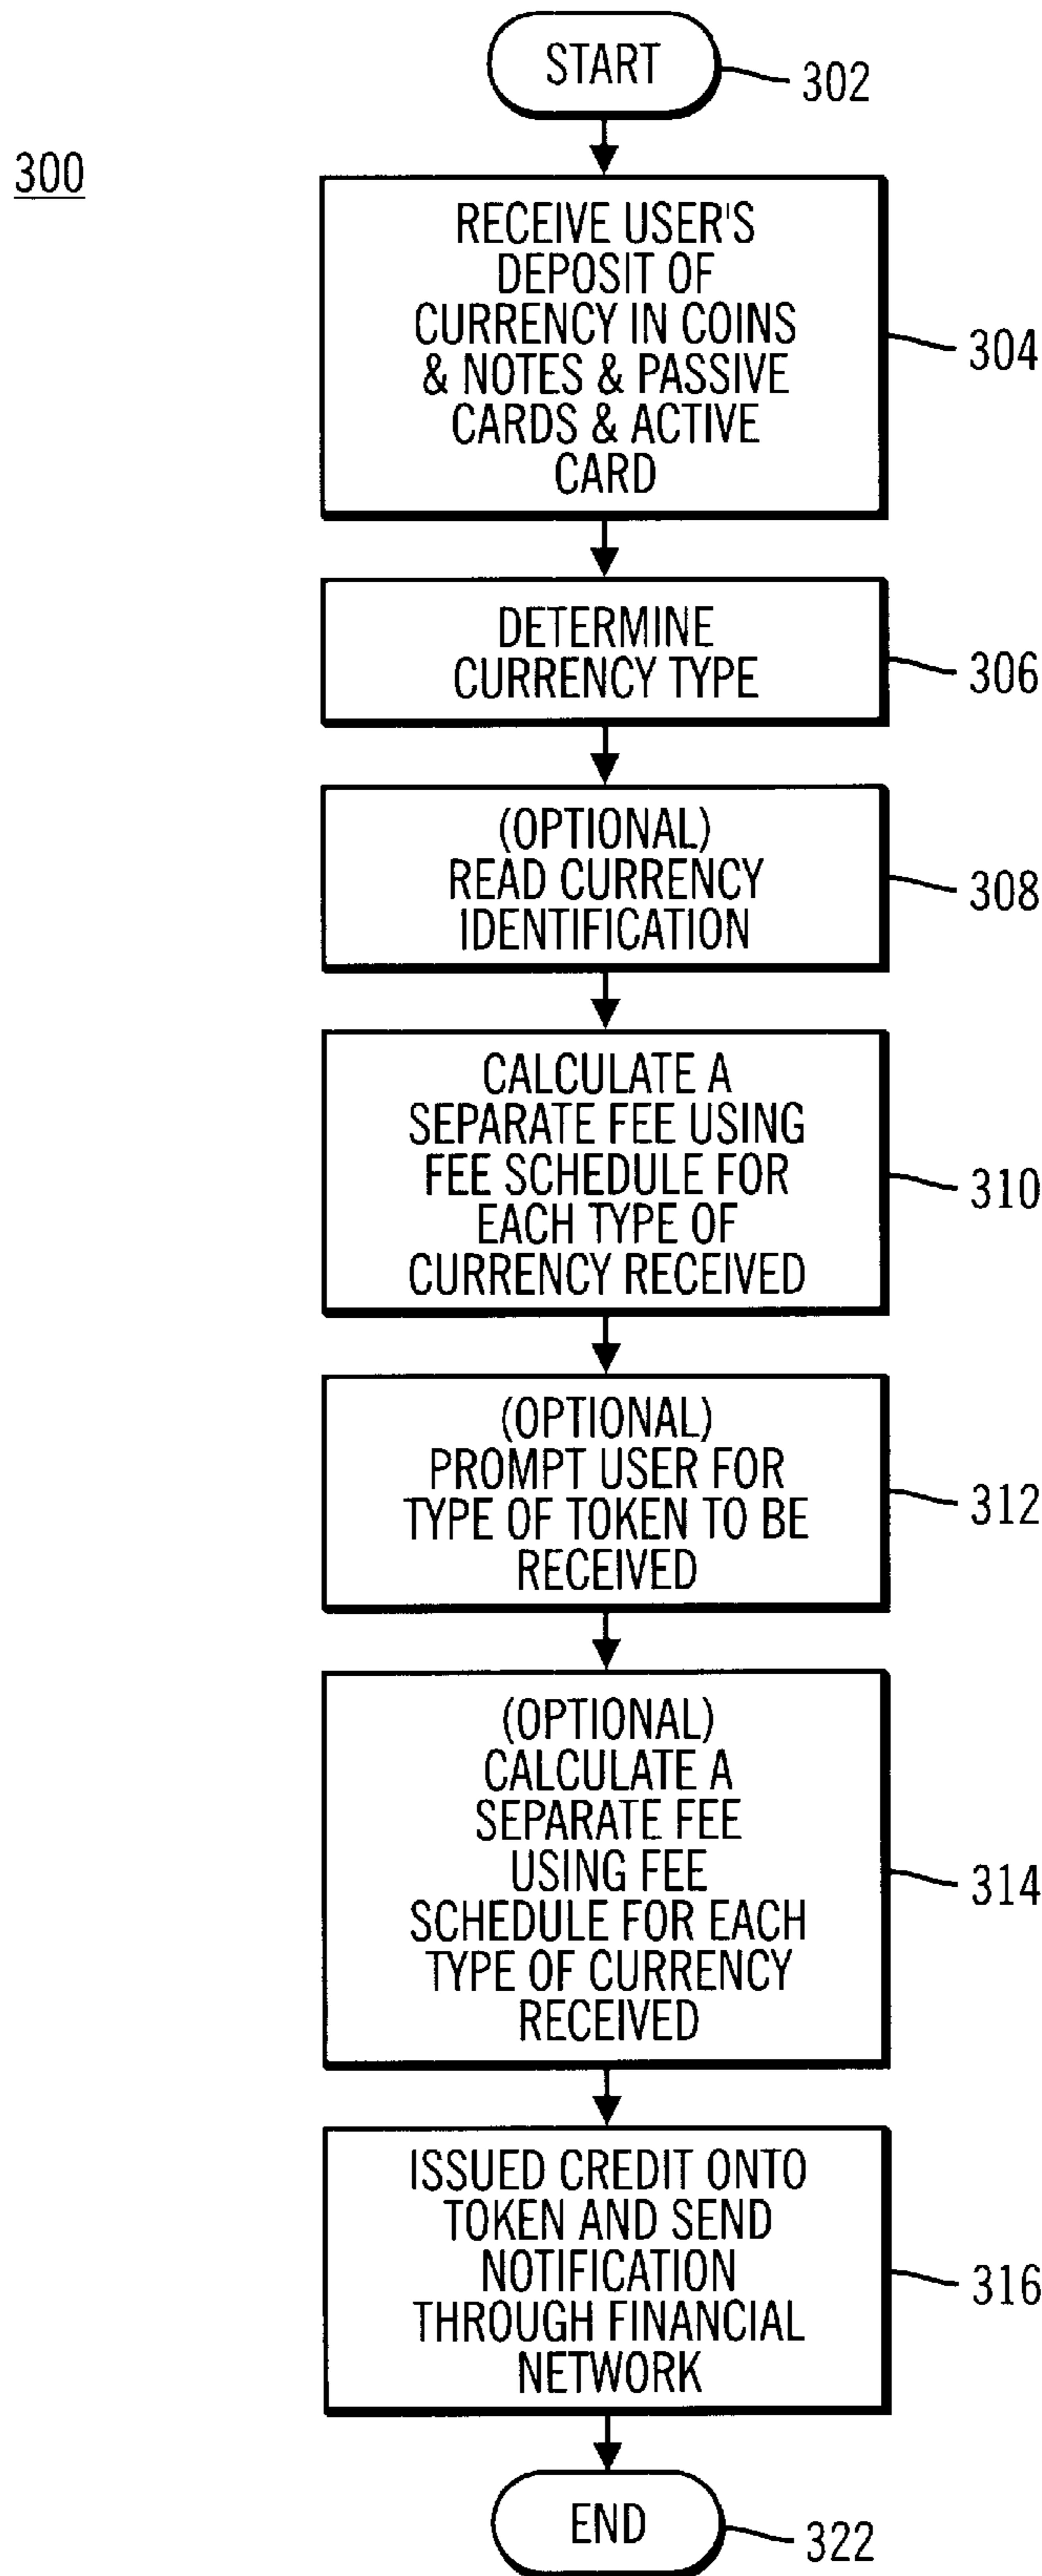 START
302
300
RECEIVE USER'S
DEPOSIT OF
CURRENCY IN COINS
& NOTES & PASSIVE
CARDS & ACTIVE
CARD
304
DETERMINE
CURRENCY TYPE
306
(OPTIONAL)
READ CURRENCY
IDENTIFICATION
308
CALCULATE A
SEPARATE FEE USING
FEE SCHEDULE FOR
EACH TYPE OF
CURRENCY RECEIVED
310
(OPTIONAL)
PROMPT USER FOR
TYPE OF TOKEN TO BE
RECEIVED
312
(OPTIONAL)
CALCULATE A
SEPARATE FEE
USING FEE
SCHEDULE FOR EACH
TYPE OF CURRENCY
RECEIVED
314
ISSUED CREDIT ONTO
TOKEN AND SEND
NOTIFICATION
THROUGH FINANCIAL
NETWORK
316
END
322